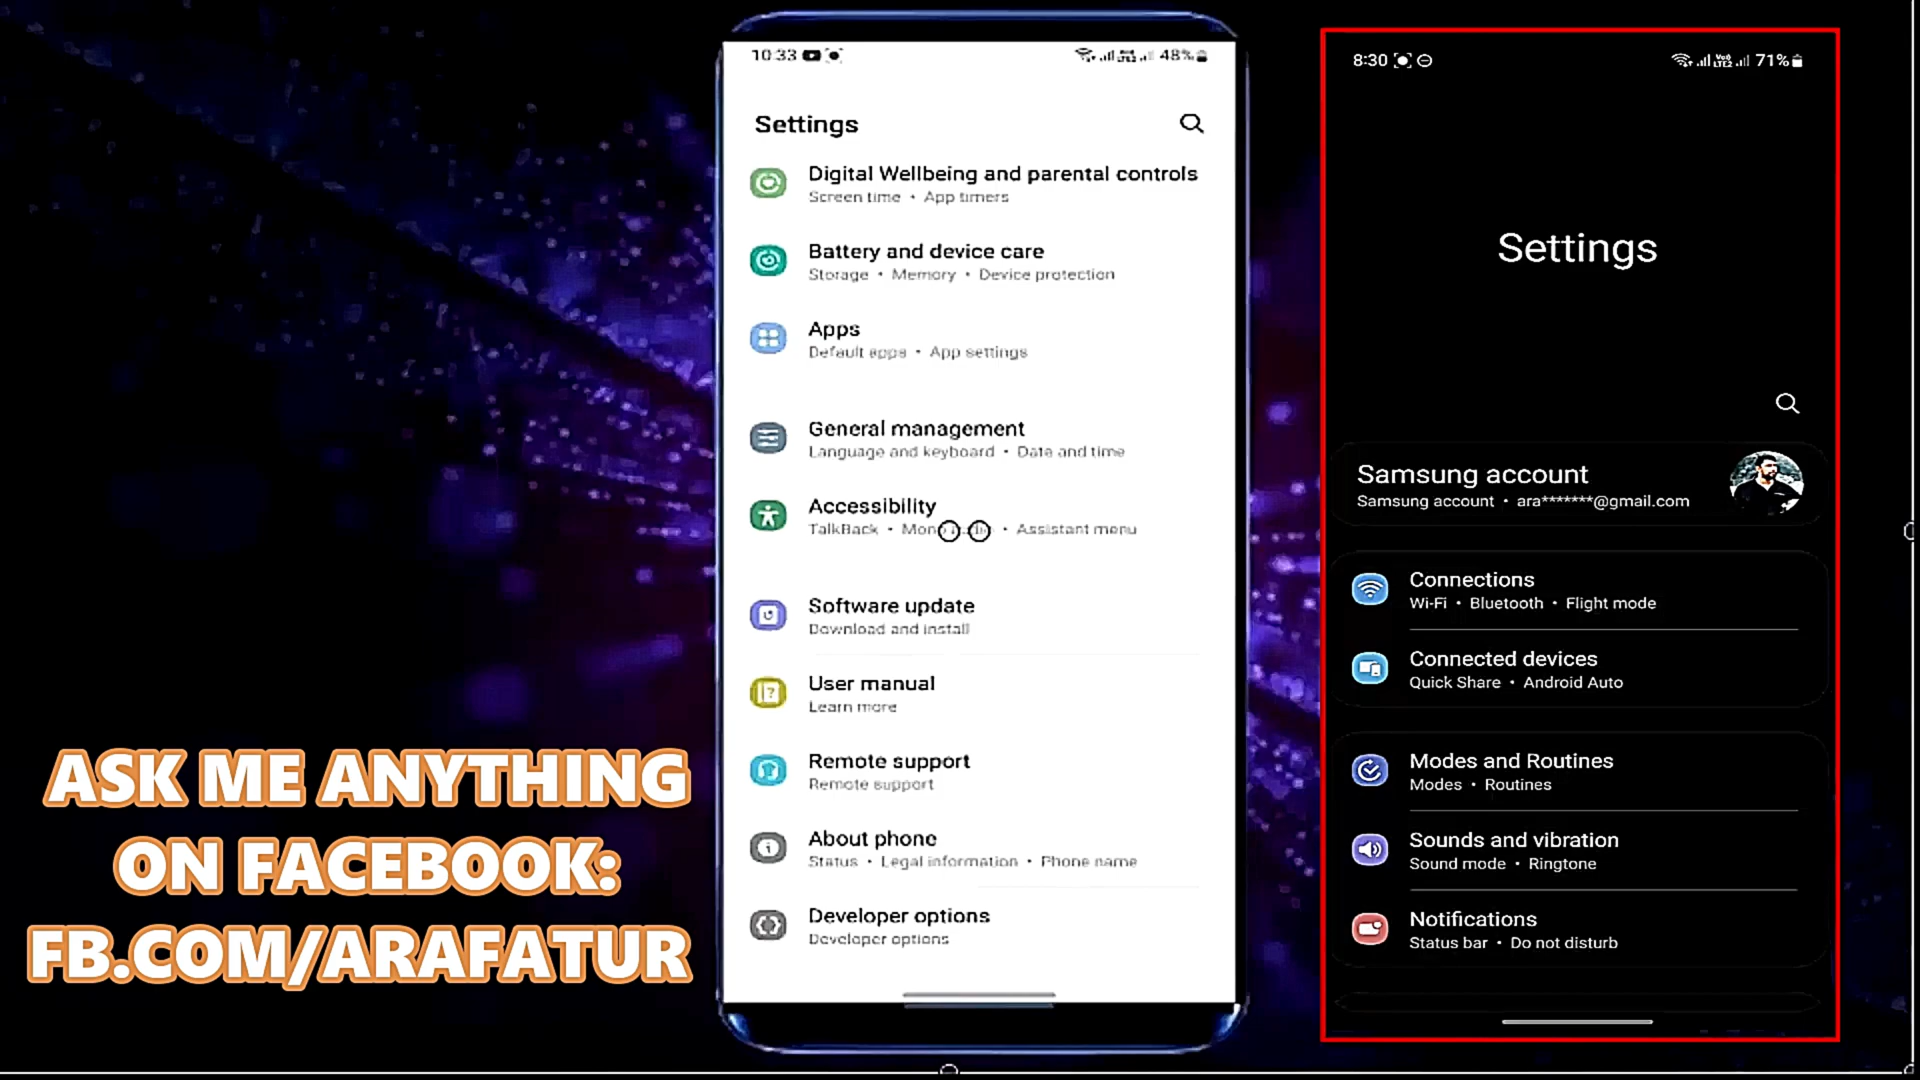 10:33
48%
Settings
Digital Wellbeing and parental controls
Screen time • App timers
Battery and device care
Storage • Memory • Device protection
Apps
Default apps • App settings
General management
Language and keyboard • Date and time
Accessibility
TalkBack • Mono audio • Assistant menu
Software update
Download and install
User manual
Learn more
Remote support
Remote support
About phone
Status • Legal information • Phone name
Developer options
Developer options
8:30
Vo9 LTE2 71%
Settings
Samsung account
Samsung account • ara*******@gmail.com
Connections
Wi-Fi • Bluetooth • Flight mode
Connected devices
Quick Share • Android Auto
Modes and Routines
Modes • Routines
Sounds and vibration
Sound mode • Ringtone
Notifications
Status bar • Do not disturb
ASK ME ANYTHING
ON FACEBOOK:
FB.COM/ARAFATUR